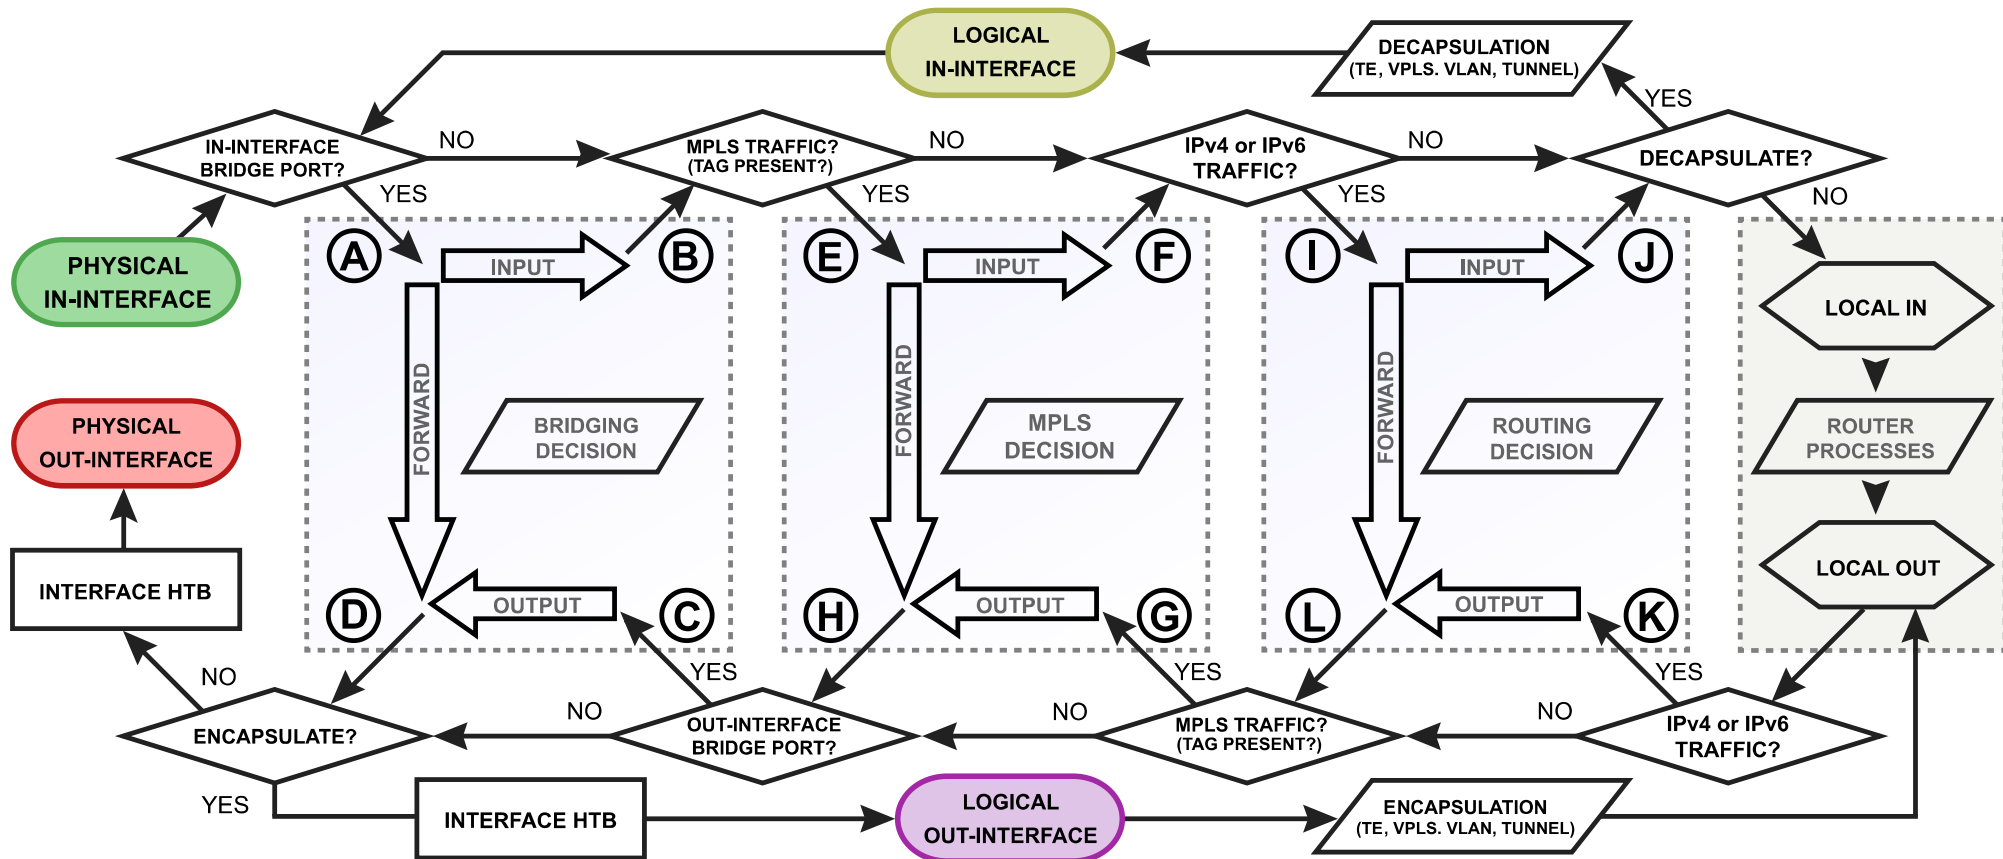 LOGICAL
IN-INTERFACE
DECAPSULATION
(TE, VPLS. VLAN, TUNNEL)
YES
IN-INTERFACE
BRIDGE PORT?
NO
MPLS TRAFFIC?
(TAG PRESENT?)
NO
IPv4 or IPv6
TRAFFIC?
NO
DECAPSULATE?
YES
YES
YES
NO
PHYSICAL
IN-INTERFACE
A
INPUT
B
E
INPUT
F
I
INPUT
J
LOCAL IN
FORWARD
FORWARD
FORWARD
PHYSICAL
OUT-INTERFACE
BRIDGING
DECISION
MPLS
DECISION
ROUTING
DECISION
ROUTER
PROCESSES
INTERFACE HTB
D
OUTPUT
C
H
OUTPUT
G
L
OUTPUT
K
LOCAL OUT
NO
YES
YES
YES
ENCAPSULATE?
NO
OUT-INTERFACE
BRIDGE PORT?
NO
MPLS TRAFFIC?
(TAG PRESENT?)
NO
IPv4 or IPv6
TRAFFIC?
YES
INTERFACE HTB
LOGICAL
OUT-INTERFACE
ENCAPSULATION
(TE, VPLS. VLAN, TUNNEL)